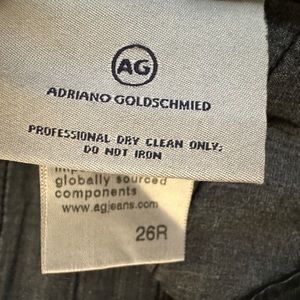 AG
ADRIANO GOLDSCHMIED
PROFESSIONAL DRY CLEAN ONLY;
DO NOT IRON
globally sourced
components
www.agjeans.com
26R